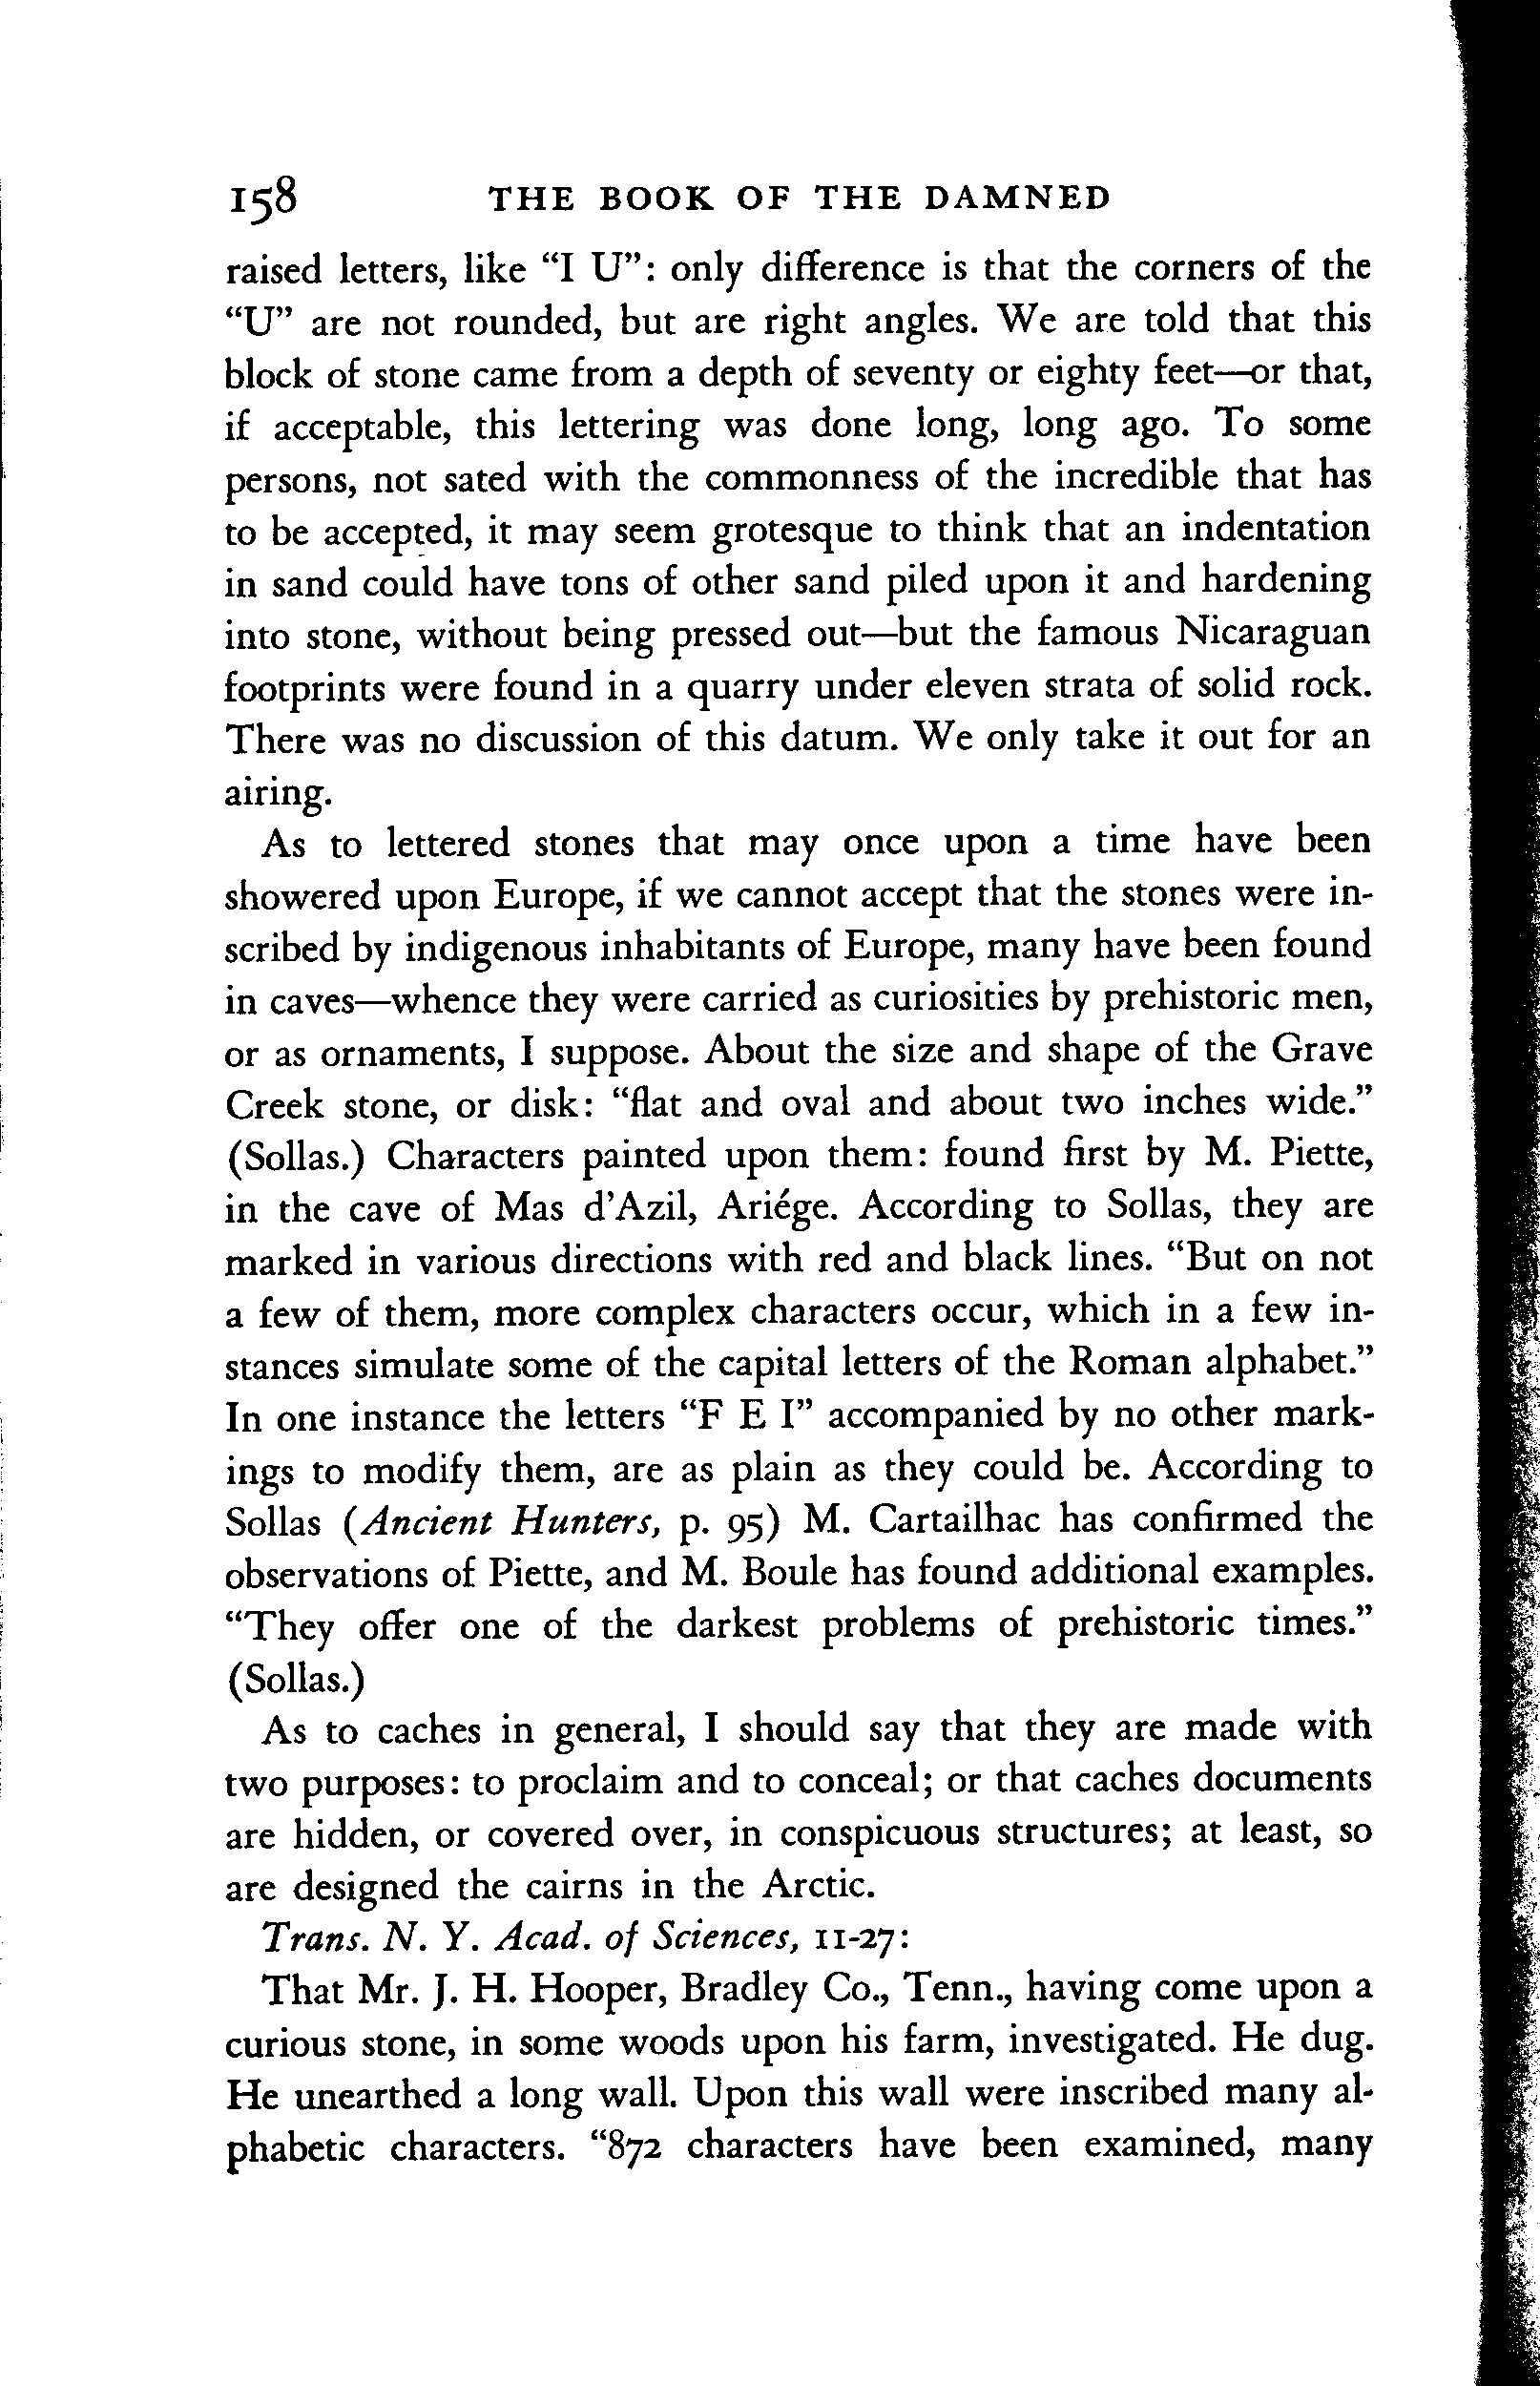 158 THE BOOK OF THE DAMNED
raised letters, like “I U”: only difference is that the corners of the
“U” are not rounded, but are right angles. We are told that this
block of stone came from a depth of seventy or eighty feet—or that,
if acceptable, this lettering was done long, long ago. To some
persons, not sated with the commonness of the incredible that has
to be accepted, it may seem grotesque to think that an indentation
in sand could have tons of other sand piled upon it and hardening
into stone, without being pressed out—but the famous Nicaraguan
footprints were found in a quarry under eleven strata of solid rock.
There was no discussion of this datum. We only take it out for an
airing.
As to lettered stones that may once upon a time have been
showered upon Europe, if we cannot accept that the stones were in-
scribed by indigenous inhabitants of Europe, many have been found
in caves—whence they were carried as curiosities by prehistoric men,
or as ornaments, I suppose. About the size and shape of the Grave
Creek stone, or disk: “flat and oval and about two inches wide.”
(Sollas.) Characters painted upon them: found first by M. Piette,
in the cave of Mas d’Azil, Ariége. According to Sollas, they are
marked in various directions with red and black lines. “But on not
a few of them, more complex characters occur, which in a few in-
stances simulate some of the capital letters of the Roman alphabet.”
In one instance the letters “F E I” accompanied by no other mark-
ings to modify them, are as plain as they could be. According to
Sollas (Ancient Hunters, p. 95) M. Cartailhac has confirmed the
observations of Piette, and M. Boule has found additional examples.
“They offer one of the darkest problems of prehistoric times.”
(Sollas.)
As to caches in general, I should say that they are made with
two purposes: to proclaim and to conceal; or that caches documents
are hidden, or covered over, in conspicuous structures; at least, so
are designed the cairns in the Arctic.
Trans. N. Y. Acad. of Sciences, 11-27:
That Mr. J. H. Hooper, Bradley Co., Tenn., having come upon a
curious stone, in some woods upon his farm, investigated. He dug.
He unearthed a long wall. Upon this wall were inscribed many al-
phabetic characters. “872 characters have been examined, many